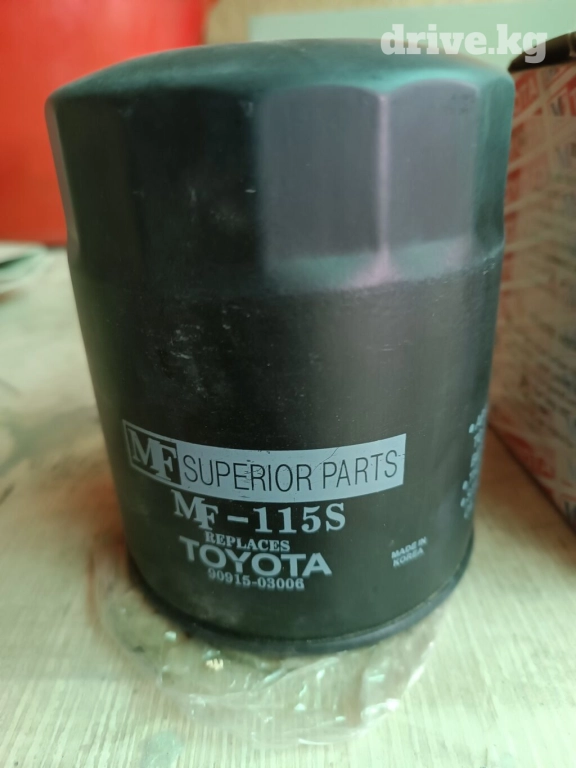 drive.kg
MF SUPERIOR PARTS
MF-115S
REPLACES
TOYOTA
90915-03006
MADE IN
KOREA